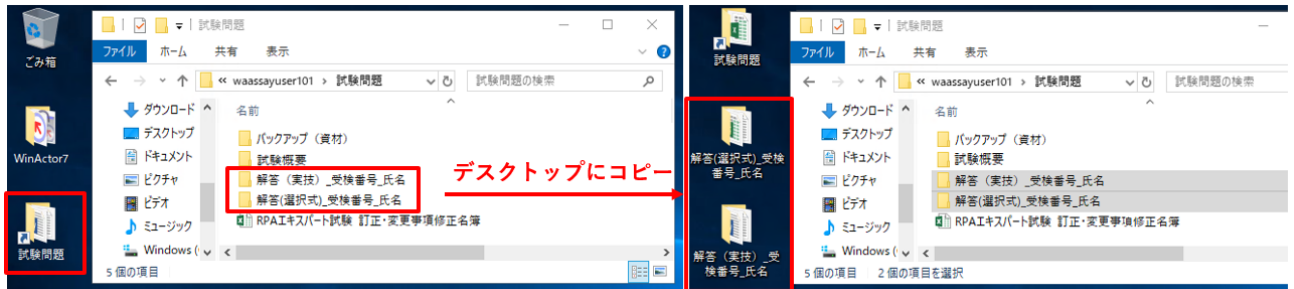 ごみ箱
WinActor7
試験問題
試験問題
ファイル ホーム 共有 表示
« waassayuser101 › 試験問題
試験問題の検索
ダウンロード
デスクトップ
ドキュメント
ピクチャ
ビデオ
ミュージック
Windows (
名前
バックアップ（資材）
試験概要
解答（実技）_受検番号_氏名
解答(選択式)_受検番号_氏名
RPAエキスパート試験 訂正・変更事項修正名簿
5 個の項目
デスクトップにコピー
試験問題
解答(選択式)_受検
番号_氏名
解答（実技）_受
検番号_氏名
試験問題
ファイル ホーム 共有 表示
« waassayuser101 › 試験問題
試験問題の検索
ダウンロード
デスクトップ
ドキュメント
ピクチャ
ビデオ
ミュージック
Windows (
名前
バックアップ（資材）
試験概要
解答（実技）_受検番号_氏名
解答(選択式)_受検番号_氏名
RPAエキスパート試験 訂正・変更事項修正名簿
5 個の項目 2 個の項目を選択